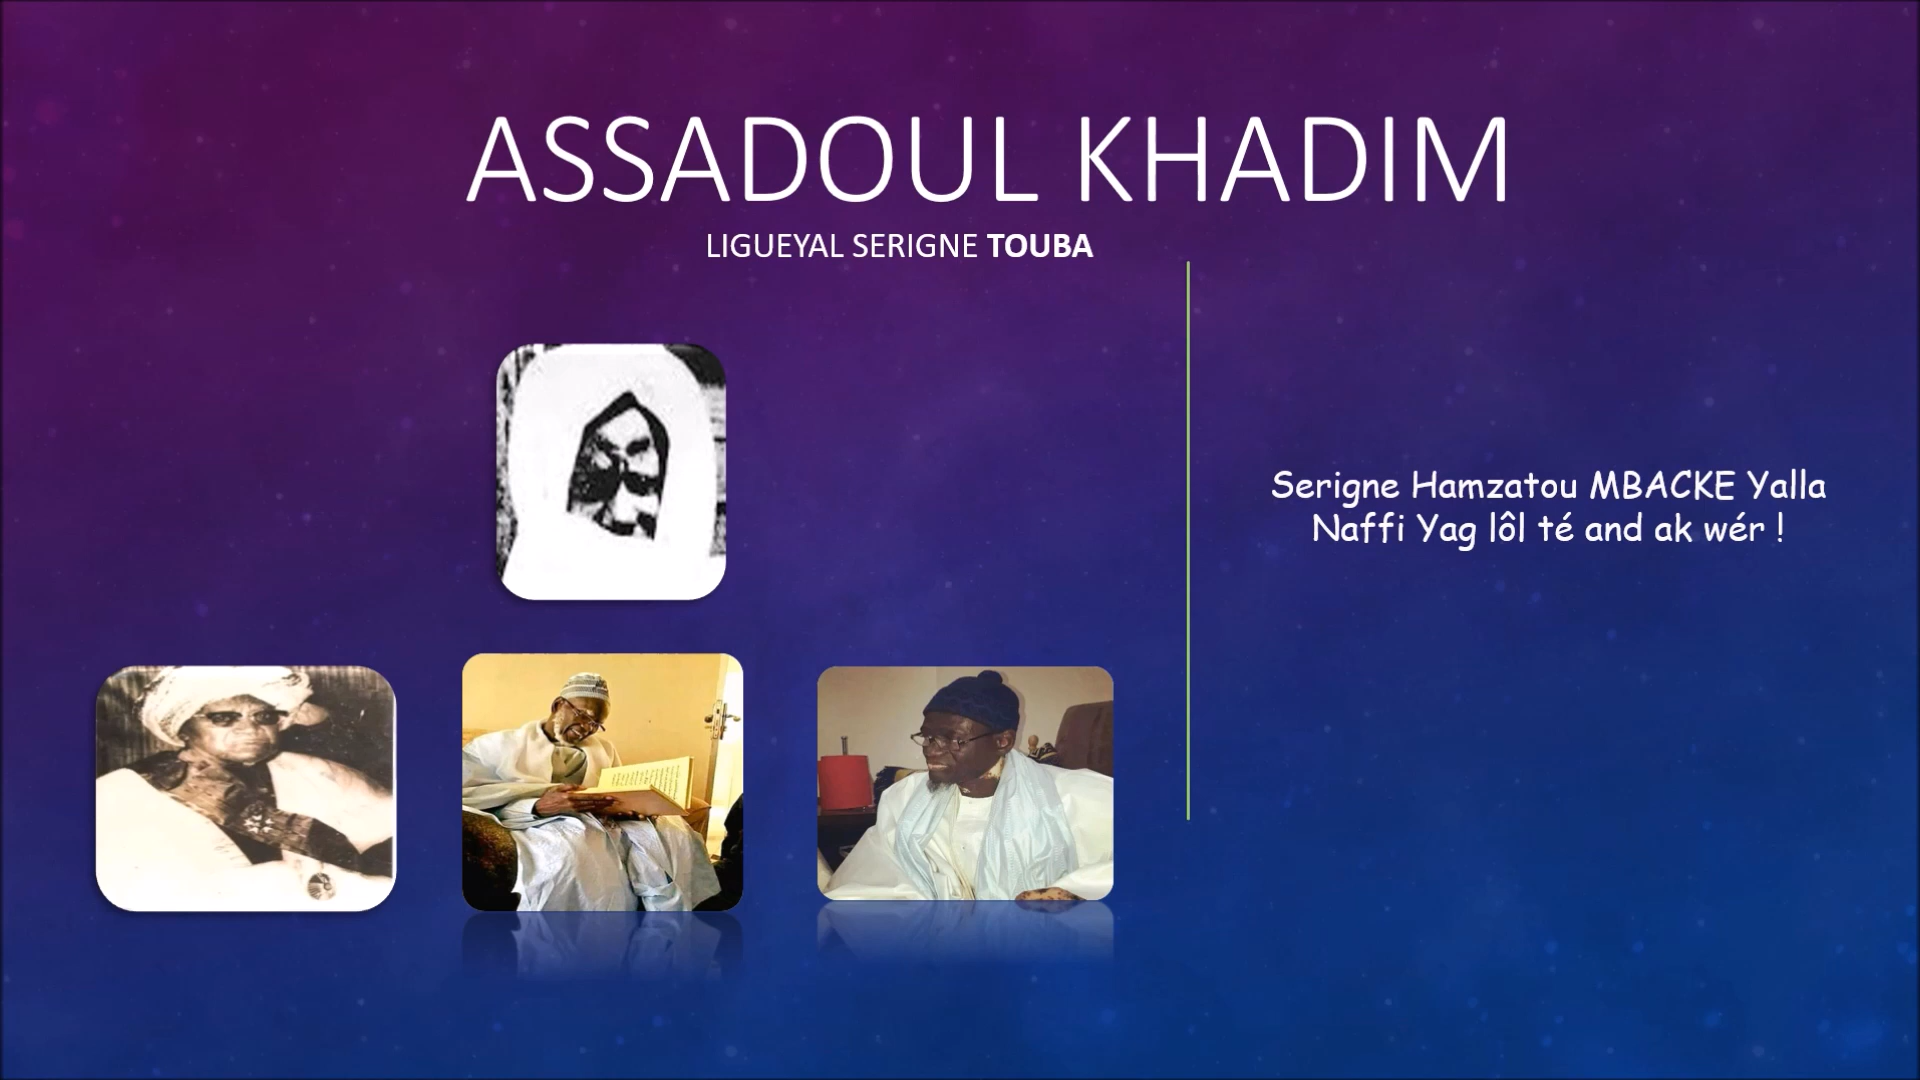 ASSADOUL KHADIM
LIGUEYAL SERIGNE TOUBA
Serigne Hamzatou MBACKE Yalla
Naffi Yag lôl té and ak wér !